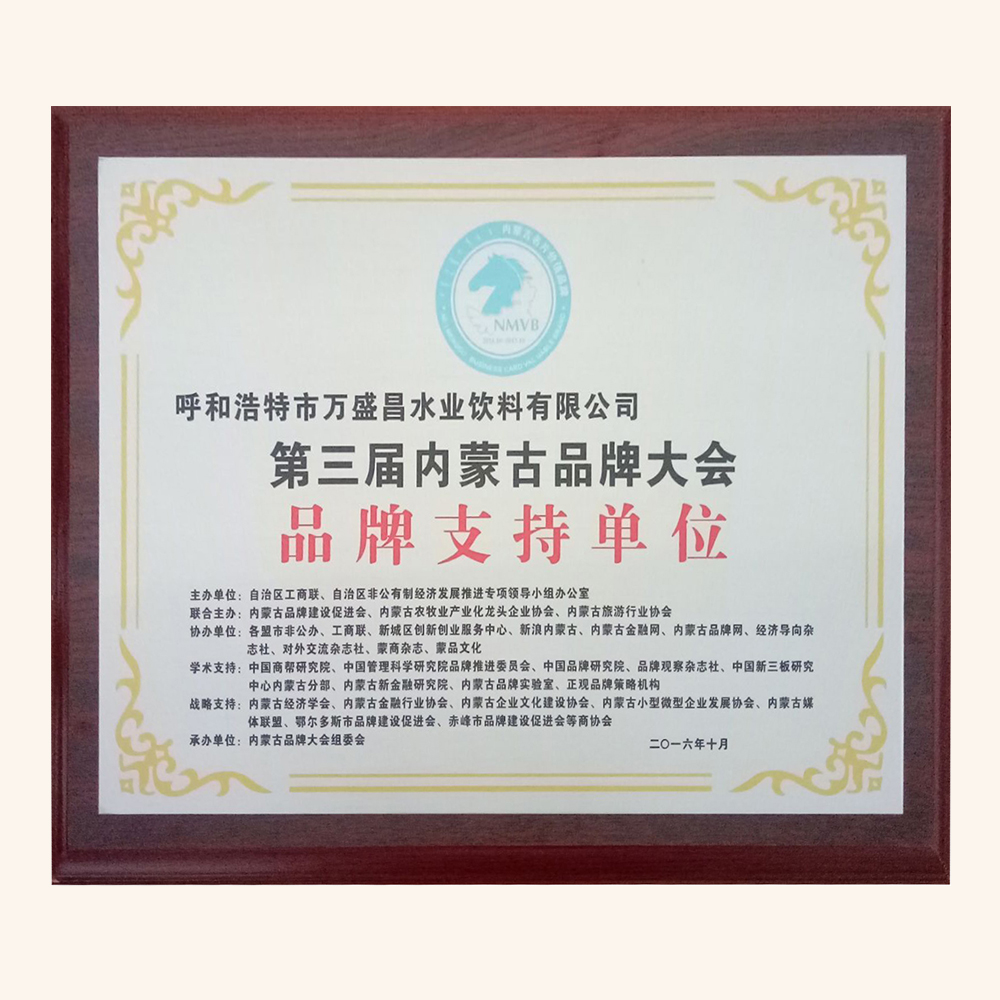 内蒙古名片价值品牌
NMVB
呼和浩特市万盛昌水业饮料有限公司
第三届内蒙古品牌大会
品牌支持单位
主办单位：自治区工商联、自治区非公有制经济发展推进专项领导小组办公室
联合主办：内蒙古品牌建设促进会、内蒙古农牧业产业化龙头企业协会、内蒙古旅游行业协会
协办单位：各盟市非公办、工商联、新城区创新创业服务中心、新浪内蒙古、内蒙古金融网、内蒙古品牌网、经济导向杂
志社、对外交流杂志社、蒙商杂志、蒙品文化
学术支持：中国商帮研究院、中国管理科学研究院品牌推进委员会、中国品牌研究院、品牌观察杂志社、中国新三板研究
中心内蒙古分部、内蒙古新金融研究院、内蒙古品牌实验室、正观品牌策略机构
战略支持：内蒙古经济学会、内蒙古金融行业协会、内蒙古企业文化建设协会、内蒙古小型微型企业发展协会、内蒙古媒
体联盟、鄂尔多斯市品牌建设促进会、赤峰市品牌建设促进会等商协会
承办单位：内蒙古品牌大会组委会
二〇一六年十月